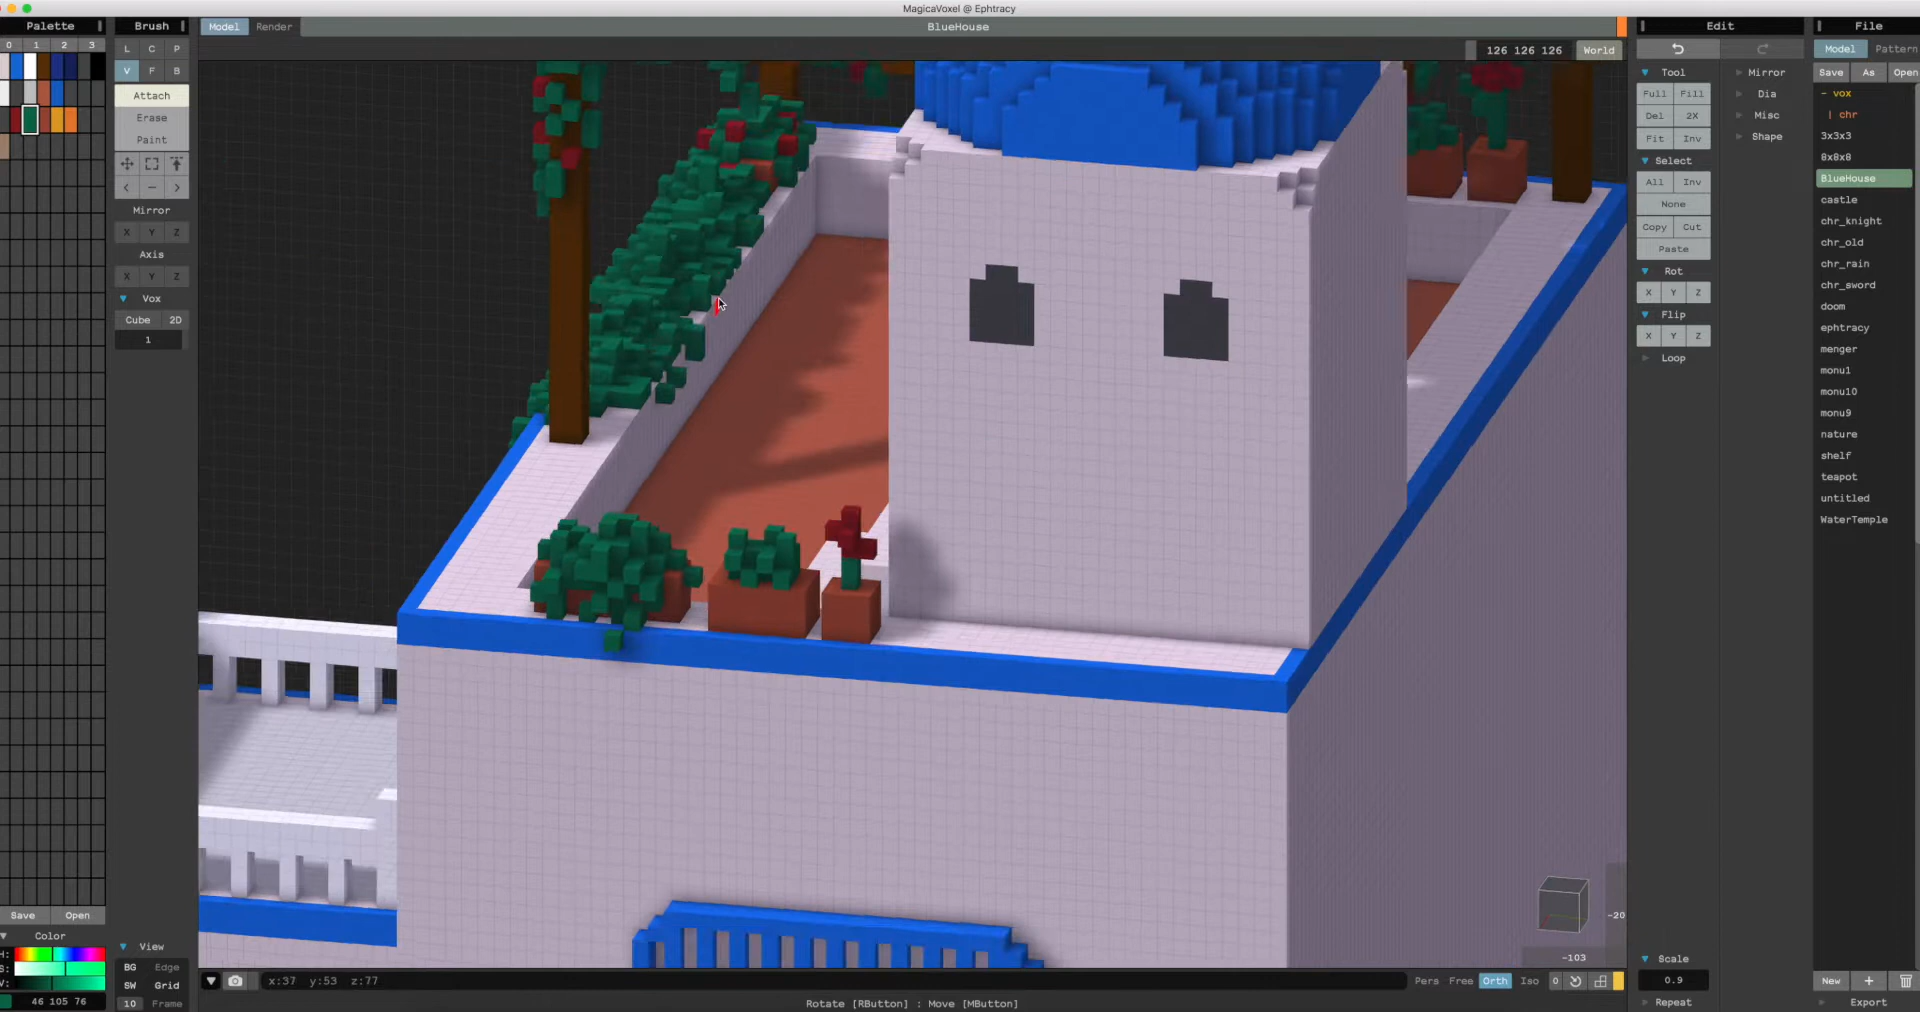 MagicaVoxel @ Ephtracy
Palette
Brush
Model
Render
BlueHouse
Edit
File
0 1 2 3
L C P
V F B
Attach
Erase
Paint
< — >
Mirror
X Y Z
Axis
X Y Z
Vox
Cube 2D
1
126 126 126
World
Tool
Full Fill
Del 2X
Fit Inv
Select
All Inv
None
Copy Cut
Paste
Rot
X Y Z
Flip
X Y Z
Loop
Mirror
Dia
Misc
Shape
Model Pattern
Save As Open
- vox
| chr
3x3x3
8x8x8
BlueHouse
castle
chr_knight
chr_old
chr_rain
chr_sword
doom
ephtracy
menger
monu1
monu10
monu9
nature
shelf
teapot
untitled
WaterTemple
Save Open
Color
H:
S:
V:
46 105 76
View
BG Edge
SW Grid
10 Frame
-20
-103
x:37 y:53 z:77
Pers Free Orth Iso 0
Rotate [RButton] : Move [MButton]
Scale
0.9
Repeat
New +
Export